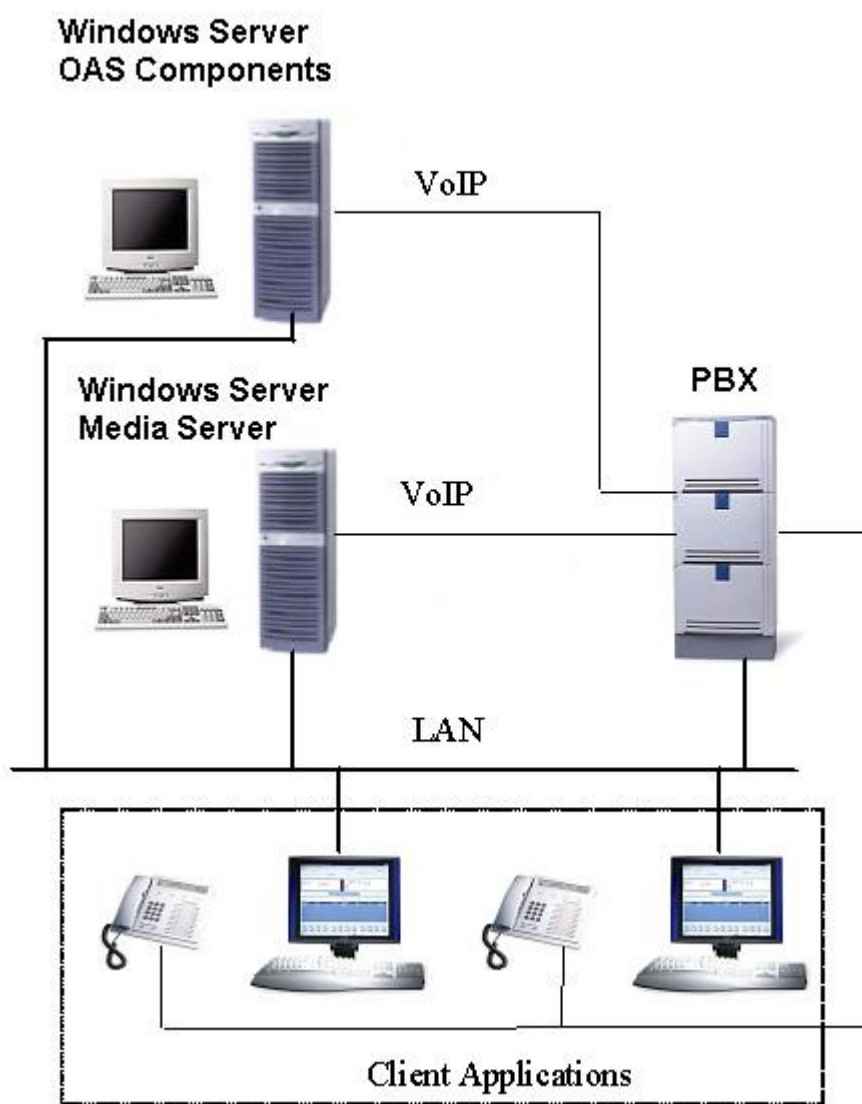 Windows Server
OAS Components
VoIP
Windows Server
Media Server
PBX
VoIP
LAN
Client Applications